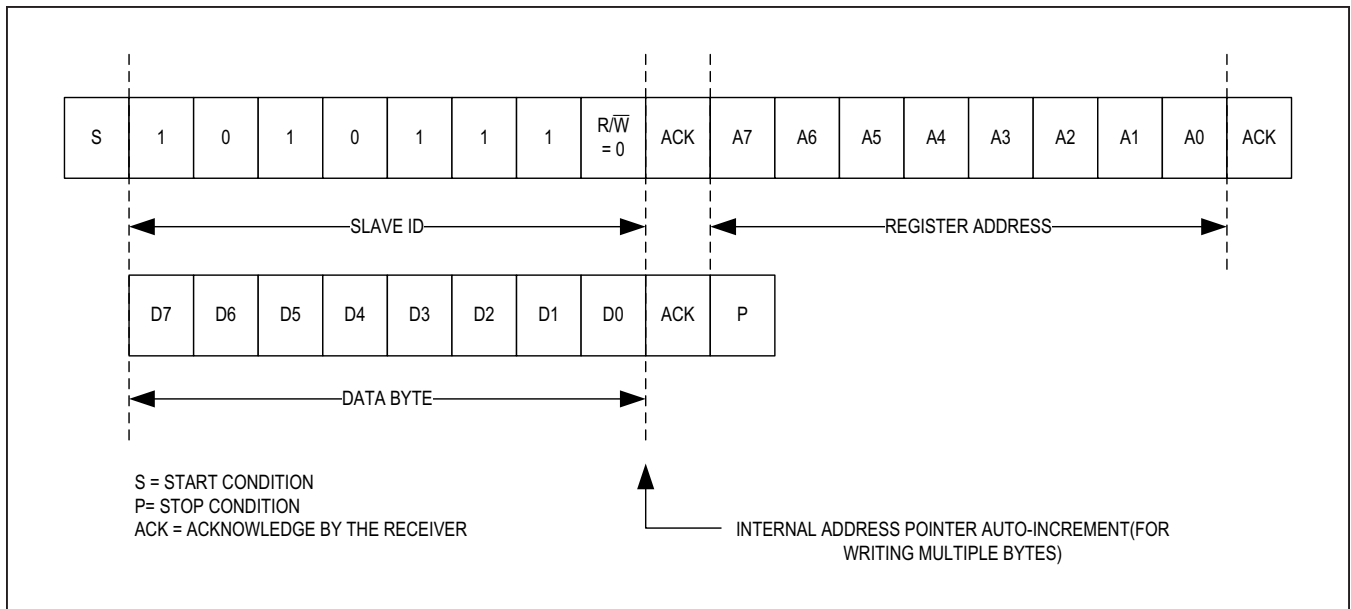 S 1 0 1 0 1 1 1 R/W̅ = 0 ACK A7 A6 A5 A4 A3 A2 A1 A0 ACK
SLAVE ID
REGISTER ADDRESS
D7 D6 D5 D4 D3 D2 D1 D0 ACK P
DATA BYTE
S = START CONDITION
P= STOP CONDITION
ACK = ACKNOWLEDGE BY THE RECEIVER
INTERNAL ADDRESS POINTER AUTO-INCREMENT(FOR
WRITING MULTIPLE BYTES)